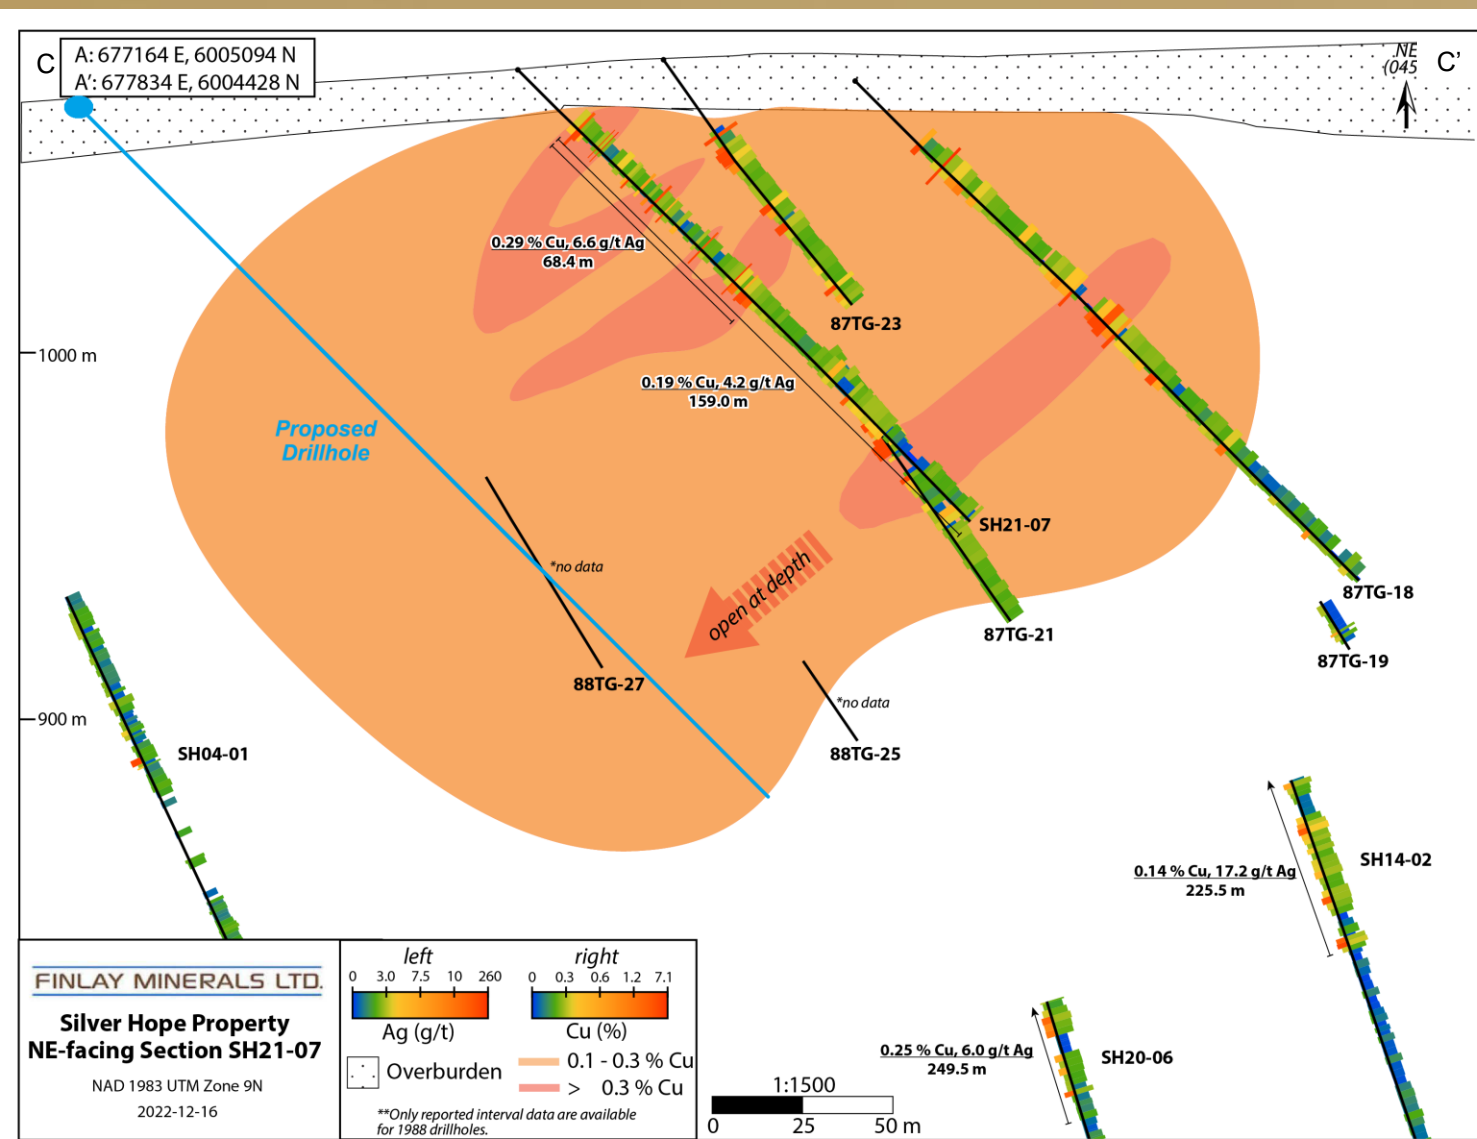 C
A: 677164 E, 6005094 N
A′: 677834 E, 6004428 N
NE
(045
C’
0.29 % Cu, 6.6 g/t Ag
68.4 m
87TG-23
1000 m
0.19 % Cu, 4.2 g/t Ag
159.0 m
Proposed
Drillhole
SH21-07
*no data
open at depth
87TG-18
87TG-21
87TG-19
88TG-27
*no data
900 m
SH04-01
88TG-25
0.14 % Cu, 17.2 g/t Ag
225.5 m
SH14-02
0.25 % Cu, 6.0 g/t Ag
249.5 m
SH20-06
FINLAY MINERALS LTD.
Silver Hope Property
NE-facing Section SH21-07
NAD 1983 UTM Zone 9N
2022-12-16
left
0 3.0 7.5 10 260
Ag (g/t)
right
0 0.3 0.6 1.2 7.1
Cu (%)
Overburden
0.1 - 0.3 % Cu
> 0.3 % Cu
**Only reported interval data are available
for 1988 drillholes.
1:1500
0 25 50 m